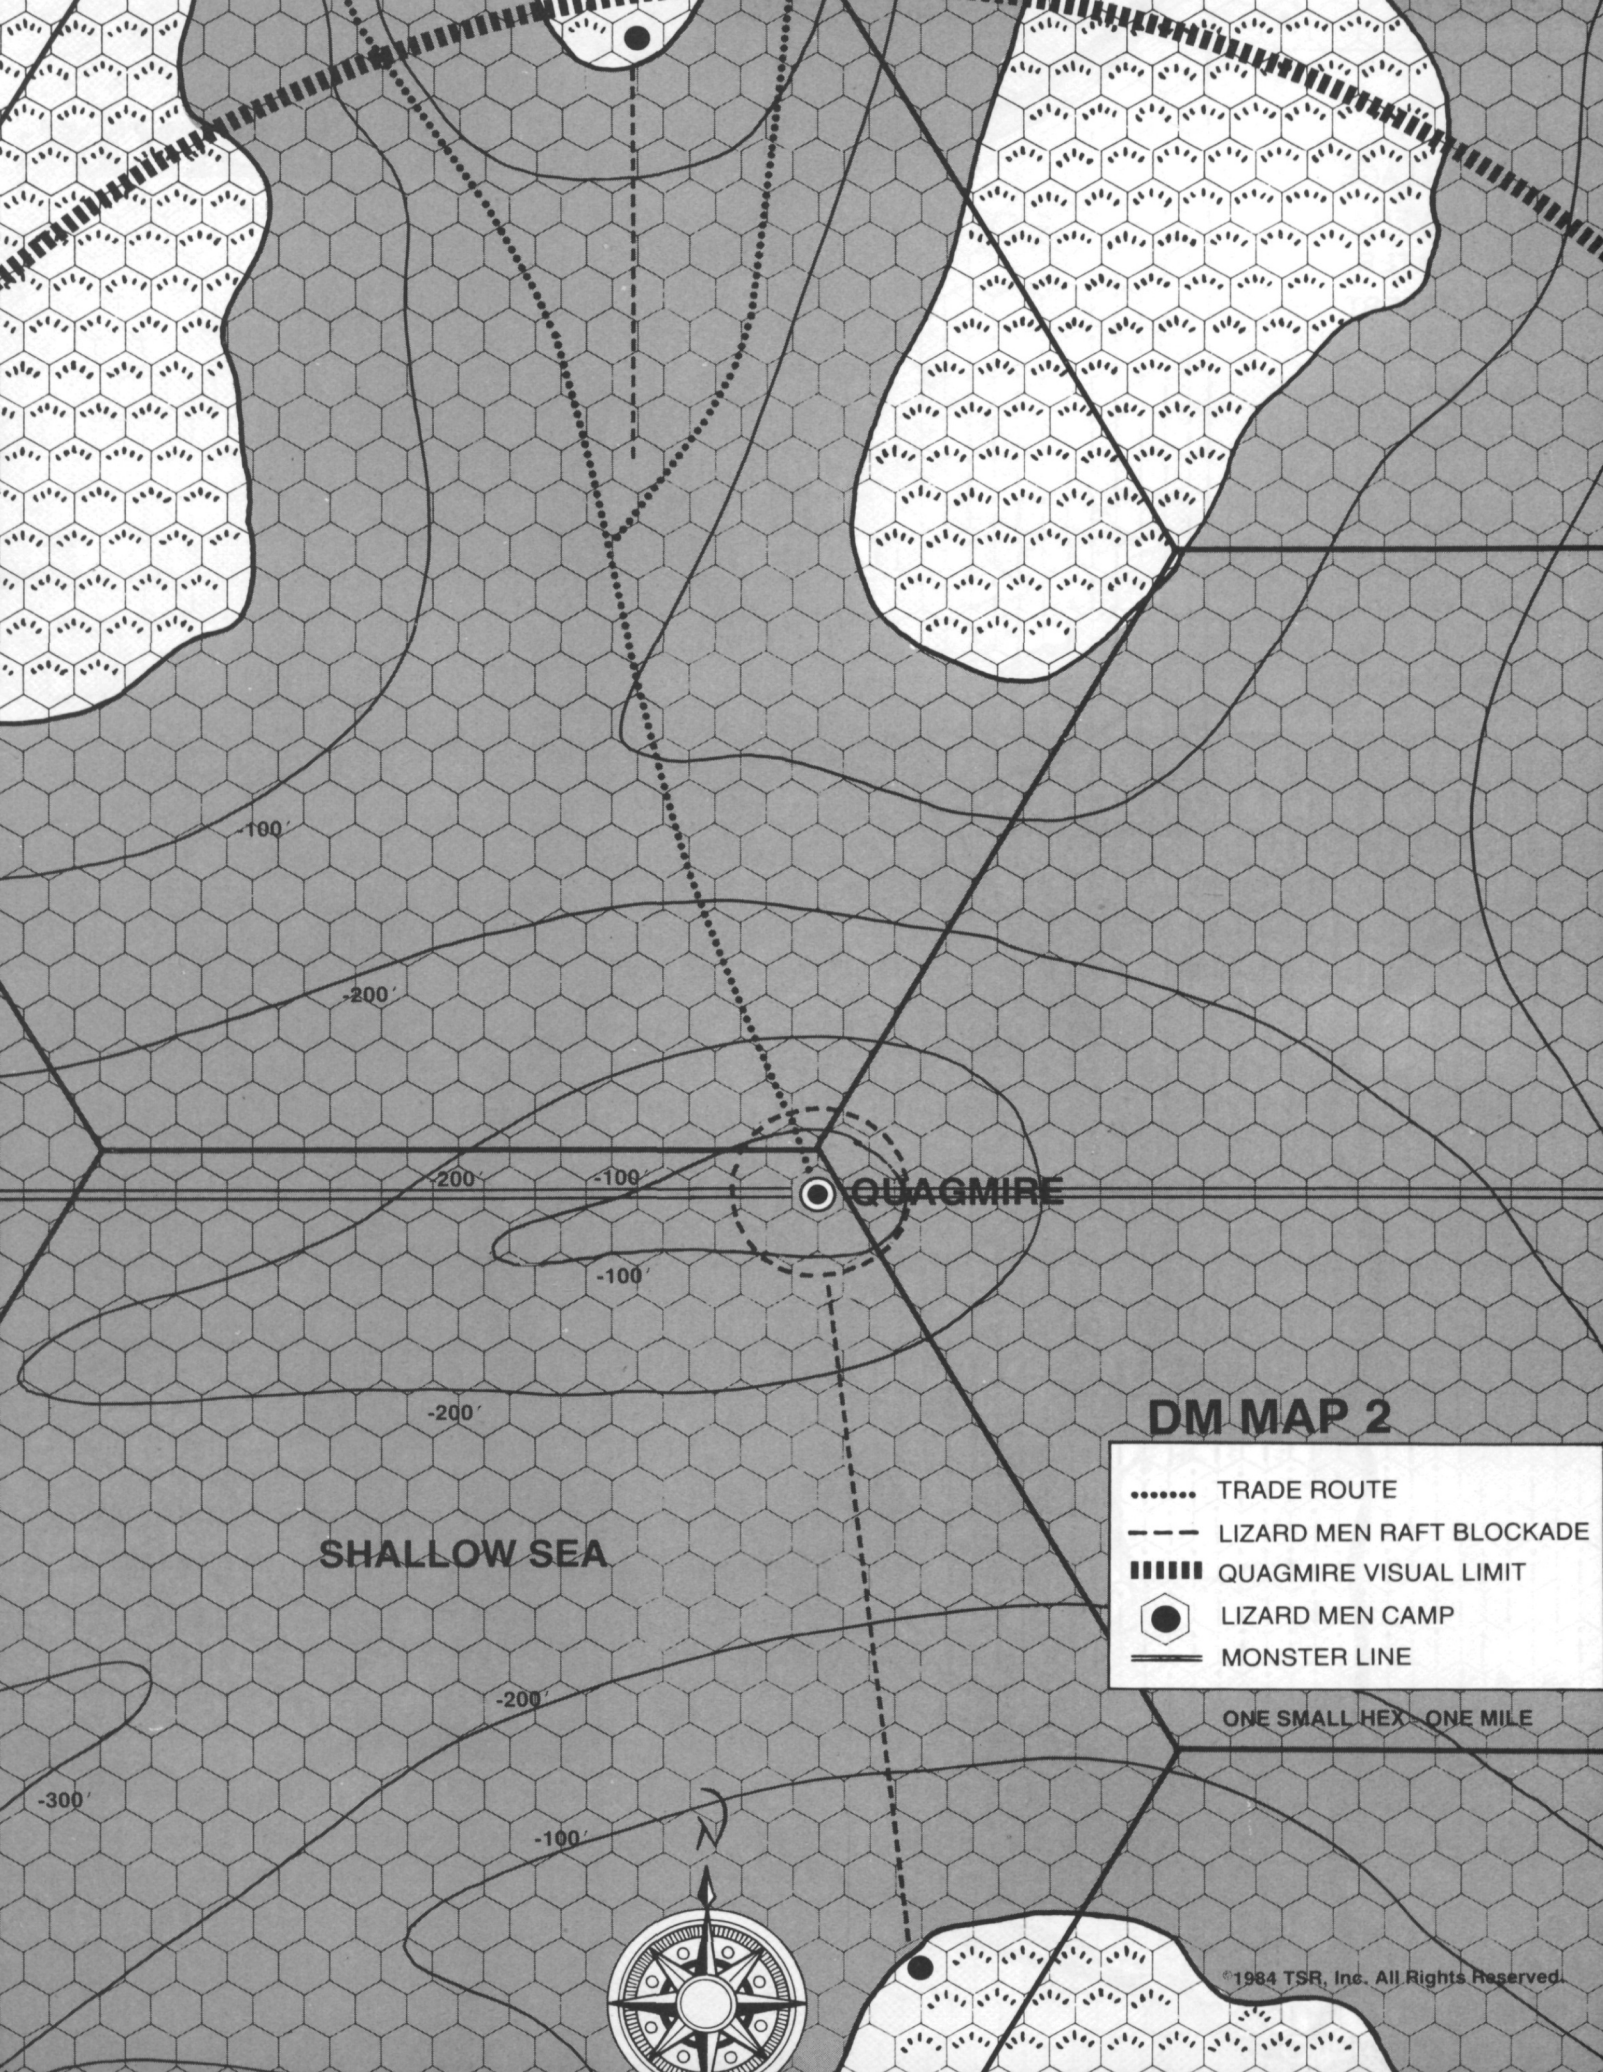 -100′
-200′
-200′
-100′
QUAGMIRE
-100′
-200′
DM MAP 2
TRADE ROUTE
LIZARD MEN RAFT BLOCKADE
QUAGMIRE VISUAL LIMIT
LIZARD MEN CAMP
MONSTER LINE
SHALLOW SEA
-200′
ONE SMALL HEX - ONE MILE
-300′
-100′
N
©1984 TSR, Inc. All Rights Reserved.